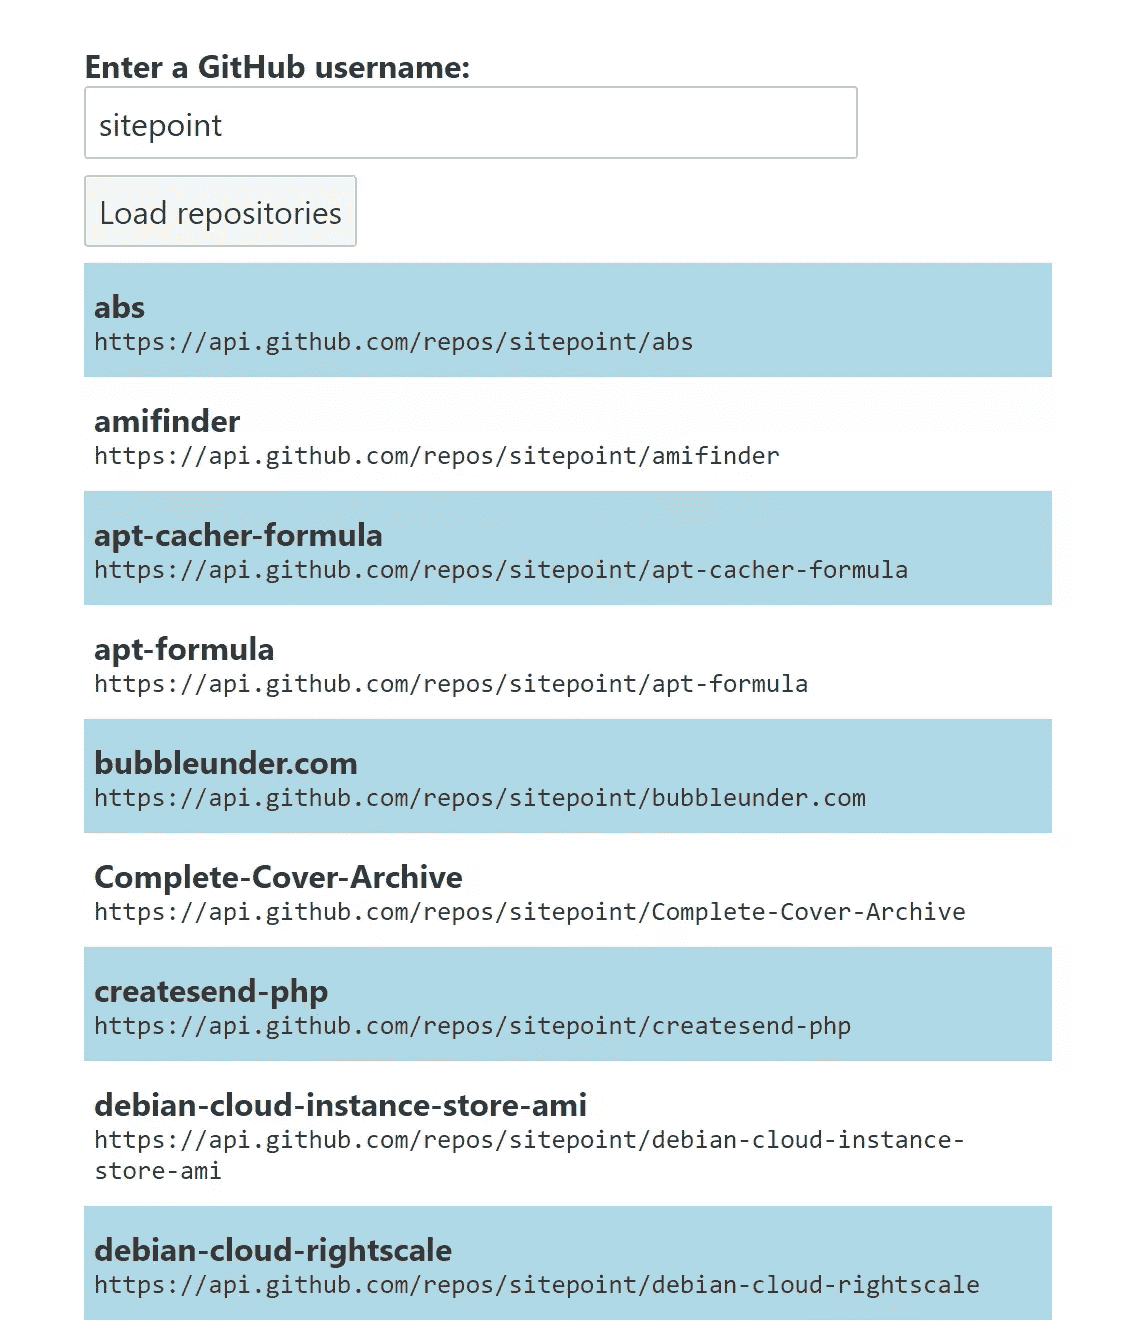 Enter a GitHub username:
sitepoint
Load repositories
abs
https://api.github.com/repos/sitepoint/abs
amifinder
https://api.github.com/repos/sitepoint/amifinder
apt-cacher-formula
https://api.github.com/repos/sitepoint/apt-cacher-formula
apt-formula
https://api.github.com/repos/sitepoint/apt-formula
bubbleunder.com
https://api.github.com/repos/sitepoint/bubbleunder.com
Complete-Cover-Archive
https://api.github.com/repos/sitepoint/Complete-Cover-Archive
createsend-php
https://api.github.com/repos/sitepoint/createsend-php
debian-cloud-instance-store-ami
https://api.github.com/repos/sitepoint/debian-cloud-instance-
store-ami
debian-cloud-rightscale
https://api.github.com/repos/sitepoint/debian-cloud-rightscale